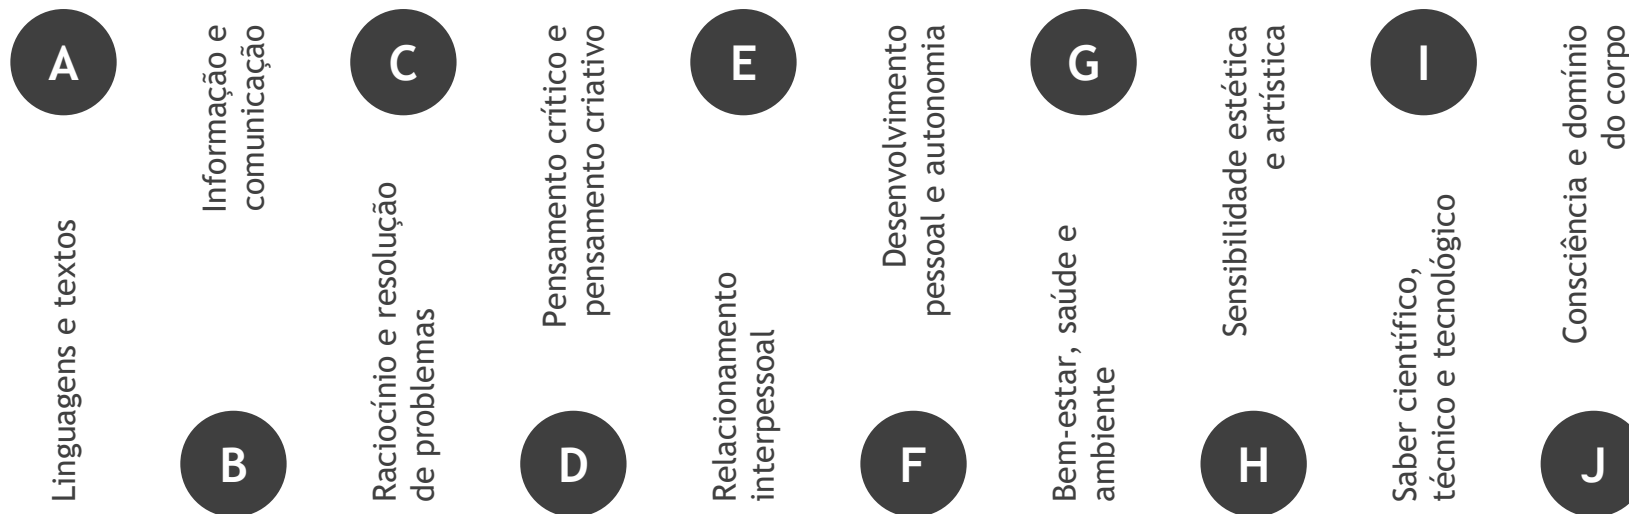 A
Linguagens e textos
Informação e
comunicação
B
C
Raciocínio e resolução
de problemas
Pensamento crítico e
pensamento criativo
D
E
Relacionamento
interpessoal
Desenvolvimento
pessoal e autonomia
F
G
Bem-estar, saúde e
ambiente
Sensibilidade estética
e artística
H
I
Saber científico,
técnico e tecnológico
Consciência e domínio
do corpo
J